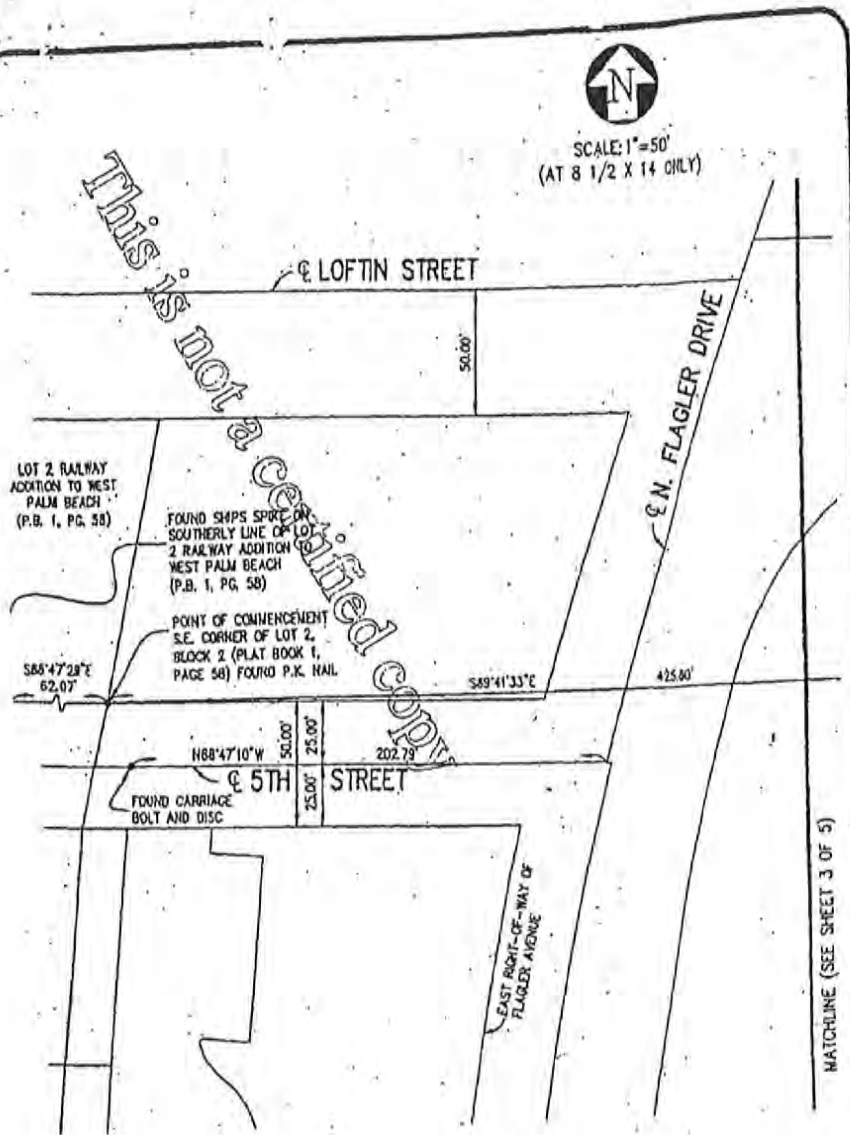 N
SCALE: 1"=50'
(AT 8 1/2 X 14 ONLY)
This is not a certified copy
℄ LOFTIN STREET
50.00'
℄ N. FLAGLER DRIVE
LOT 2 RAILWAY
ADDITION TO WEST
PALM BEACH
(P.B. 1, PG. 58)
FOUND SHIPS SPIKE ON
SOUTHERLY LINE OF LOT
2 RAILWAY ADDITION TO
WEST PALM BEACH
(P.B. 1, PG. 58)
POINT OF COMMENCEMENT
S.E. CORNER OF LOT 2,
BLOCK 2 (PLAT BOOK 1,
PAGE 58) FOUND P.K. NAIL
S88°47'29"E
62.07'
S89°41'33"E
425.80'
N88°47'10"W
50.00'
25.00'
202.79'
℄ 5TH STREET
25.00'
FOUND CARRIAGE
BOLT AND DISC
EAST RIGHT-OF-WAY OF
FLAGLER AVENUE
MATCHLINE (SEE SHEET 3 OF 5)